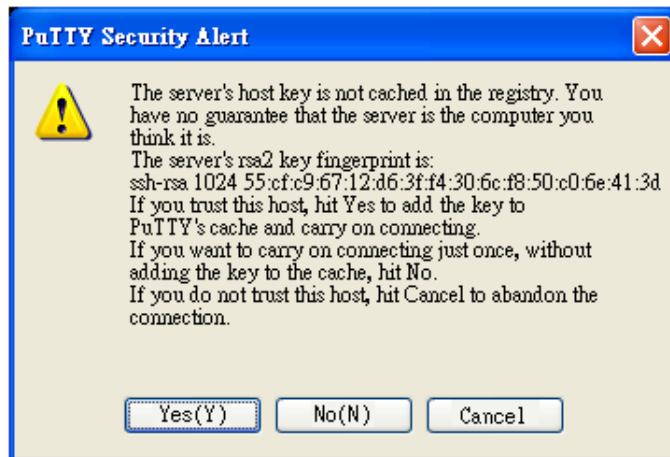 PuTTY Security Alert
The server's host key is not cached in the registry. You
have no guarantee that the server is the computer you
think it is.
The server's rsa2 key fingerprint is:
ssh-rsa 1024 55:cf:c9:67:12:d6:3f:f4:30:6c:f8:50:c0:6e:41:3d
If you trust this host, hit Yes to add the key to
PuTTY's cache and carry on connecting.
If you want to carry on connecting just once, without
adding the key to the cache, hit No.
If you do not trust this host, hit Cancel to abandon the
connection.
Yes(Y) No(N) Cancel